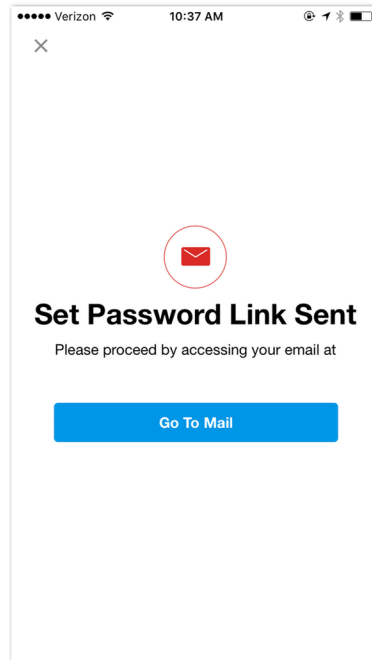 Verizon 10:37 AM
Set Password Link Sent
Please proceed by accessing your email at
Go To Mail